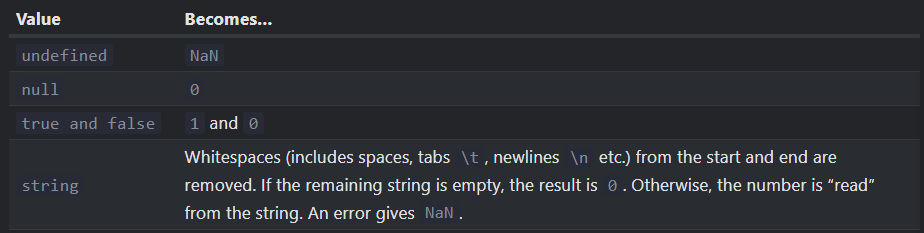 Value Becomes…
undefined NaN
null 0
true and false 1 and 0
Whitespaces (includes spaces, tabs \t , newlines \n etc.) from the start and end are
string removed. If the remaining string is empty, the result is 0 . Otherwise, the number is “read”
from the string. An error gives NaN .